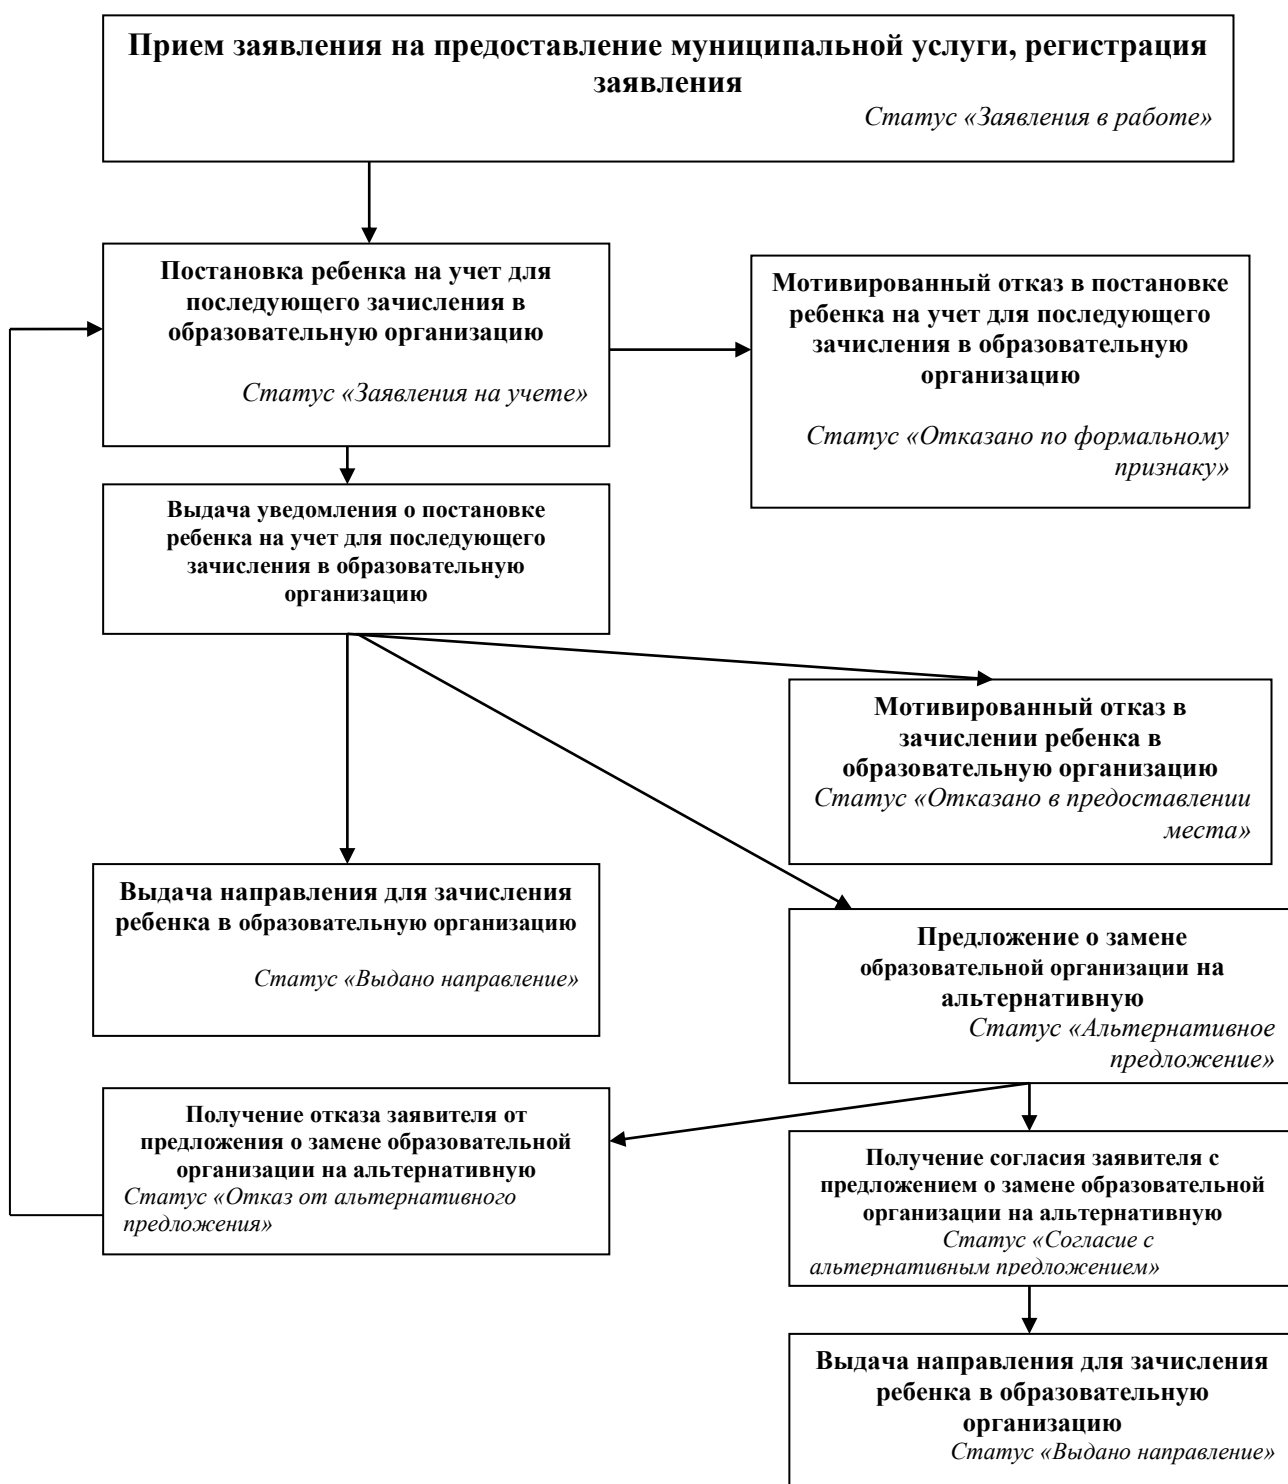 Прием заявления на предоставление муниципальной услуги, регистрация
заявления
Статус «Заявления в работе»
Постановка ребенка на учет для
последующего зачисления в
образовательную организацию
Статус «Заявления на учете»
Мотивированный отказ в постановке
ребенка на учет для последующего
зачисления в образовательную
организацию
Статус «Отказано по формальному
признаку»
Выдача уведомления о постановке
ребенка на учет для последующего
зачисления в образовательную
организацию
Мотивированный отказ в
зачислении ребенка в
образовательную организацию
Статус «Отказано в предоставлении
места»
Выдача направления для зачисления
ребенка в образовательную организацию
Статус «Выдано направление»
Предложение о замене
образовательной организации на
альтернативную
Статус «Альтернативное
предложение»
Получение отказа заявителя от
предложения о замене образовательной
организации на альтернативную
Статус «Отказ от альтернативного
предложения»
Получение согласия заявителя с
предложением о замене образовательной
организации на альтернативную
Статус «Согласие с
альтернативным предложением»
Выдача направления для зачисления
ребенка в образовательную
организацию
Статус «Выдано направление»